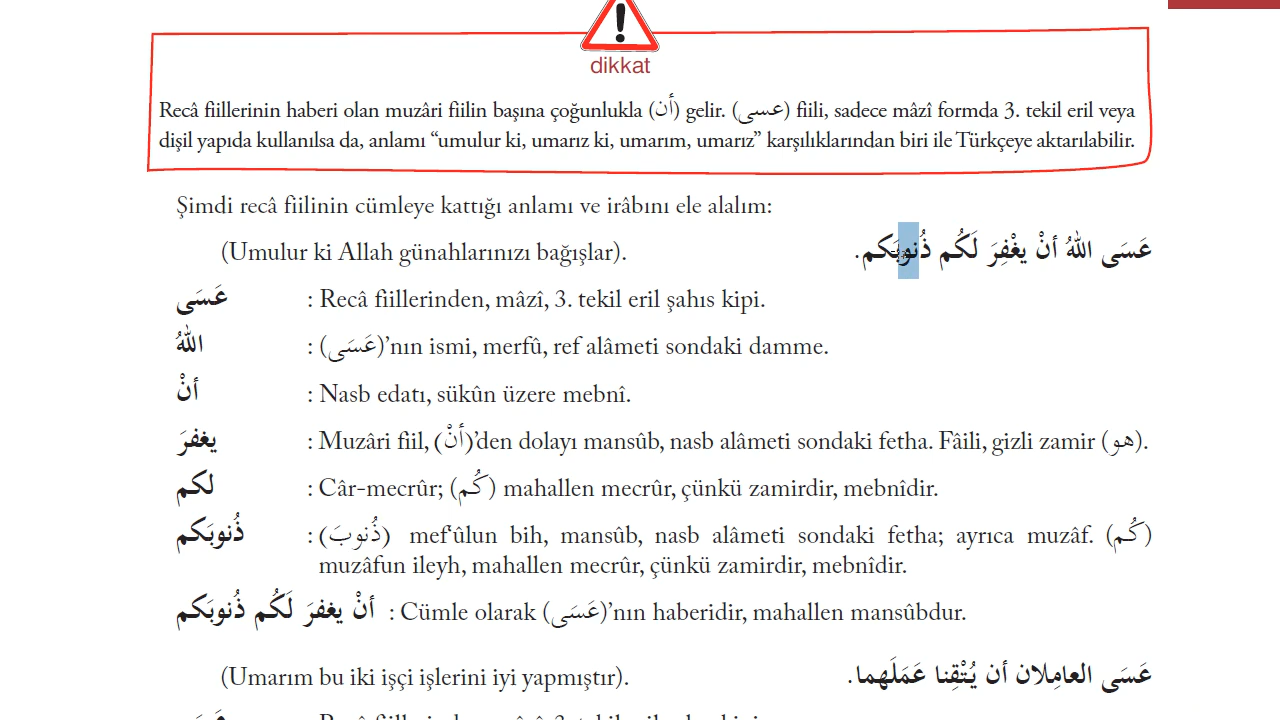 dikkat
Recâ fiillerinin haberi olan muzâri fiilin başına çoğunlukla (أن) gelir. (عسى) fiili, sadece mâzî formda 3. tekil eril veya
dişil yapıda kullanılsa da, anlamı “umulur ki, umarız ki, umarım, umarız” karşılıklarından biri ile Türkçeye aktarılabilir.
Şimdi recâ fiilinin cümleye kattığı anlamı ve irâbını ele alalım:
(Umulur ki Allah günahlarınızı bağışlar). عَسَى اللهُ أنْ يغْفِرَ لَكُم ذُنوبَكم.
عَسَى : Recâ fiillerinden, mâzî, 3. tekil eril şahıs kipi.
اللهُ : (عَسَى)’nın ismi, merfû, ref alâmeti sondaki damme.
أنْ : Nasb edatı, sükûn üzere mebnî.
يغفرَ : Muzâri fiil, (أنْ)’den dolayı mansûb, nasb alâmeti sondaki fetha. Fâili, gizli zamir (هو).
لكم : Câr-mecrûr; (كُم) mahallen mecrûr, çünkü zamirdir, mebnîdir.
ذُنوبَكم : (ذُنوبَ) mef‘ûlun bih, mansûb, nasb alâmeti sondaki fetha; ayrıca muzâf. (كُم)
muzâfun ileyh, mahallen mecrûr, çünkü zamirdir, mebnîdir.
أنْ يغفرَ لَكُم ذُنوبَكم : Cümle olarak (عَسَى)’nın haberidir, mahallen mansûbdur.
(Umarım bu iki işçi işlerini iyi yapmıştır). عَسَى العامِلان أن يُتْقِنا عَمَلَهما.